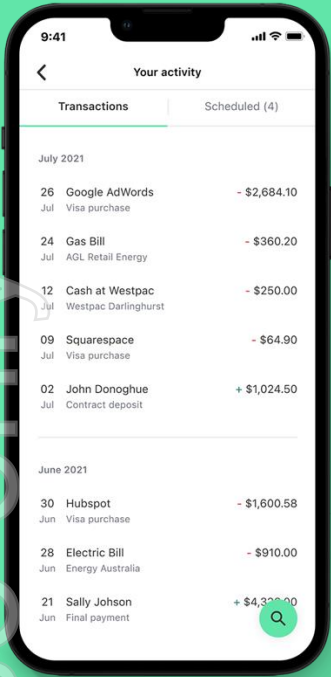 9:41
Your activity
Transactions Scheduled (4)
July 2021
26 Google AdWords - $2,684.10
Jul Visa purchase
24 Gas Bill - $360.20
Jul AGL Retail Energy
12 Cash at Westpac - $250.00
Jul Westpac Darlinghurst
09 Squarespace - $64.90
Jul Visa purchase
02 John Donoghue + $1,024.50
Jul Contract deposit
June 2021
30 Hubspot - $1,600.58
Jun Visa purchase
28 Electric Bill - $910.00
Jun Energy Australia
21 Sally Johson
Jun Final payment